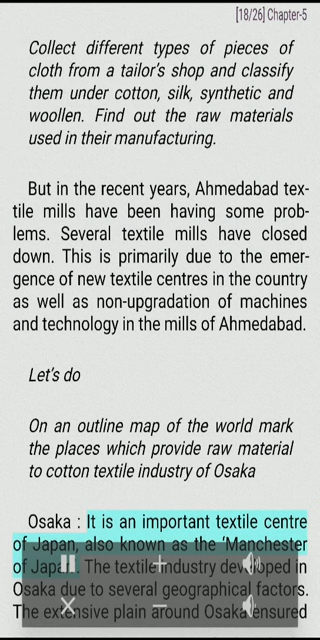 [18/26] Chapter-5
Collect different types of pieces of
cloth from a tailor's shop and classify
them under cotton, silk, synthetic and
woollen. Find out the raw materials
used in their manufacturing.
But in the recent years, Ahmedabad tex-
tile mills have been having some prob-
lems. Several textile mills have closed
down. This is primarily due to the emer-
gence of new textile centres in the country
as well as non-upgradation of machines
and technology in the mills of Ahmedabad.
Let's do
On an outline map of the world mark
the places which provide raw material
to cotton textile industry of Osaka
Osaka : It is an important textile centre
of Japan, also known as the 'Manchester
of Japan. The textile industry developed in
Osaka due to several geographical factors.
The extensive plain around Osaka ensured